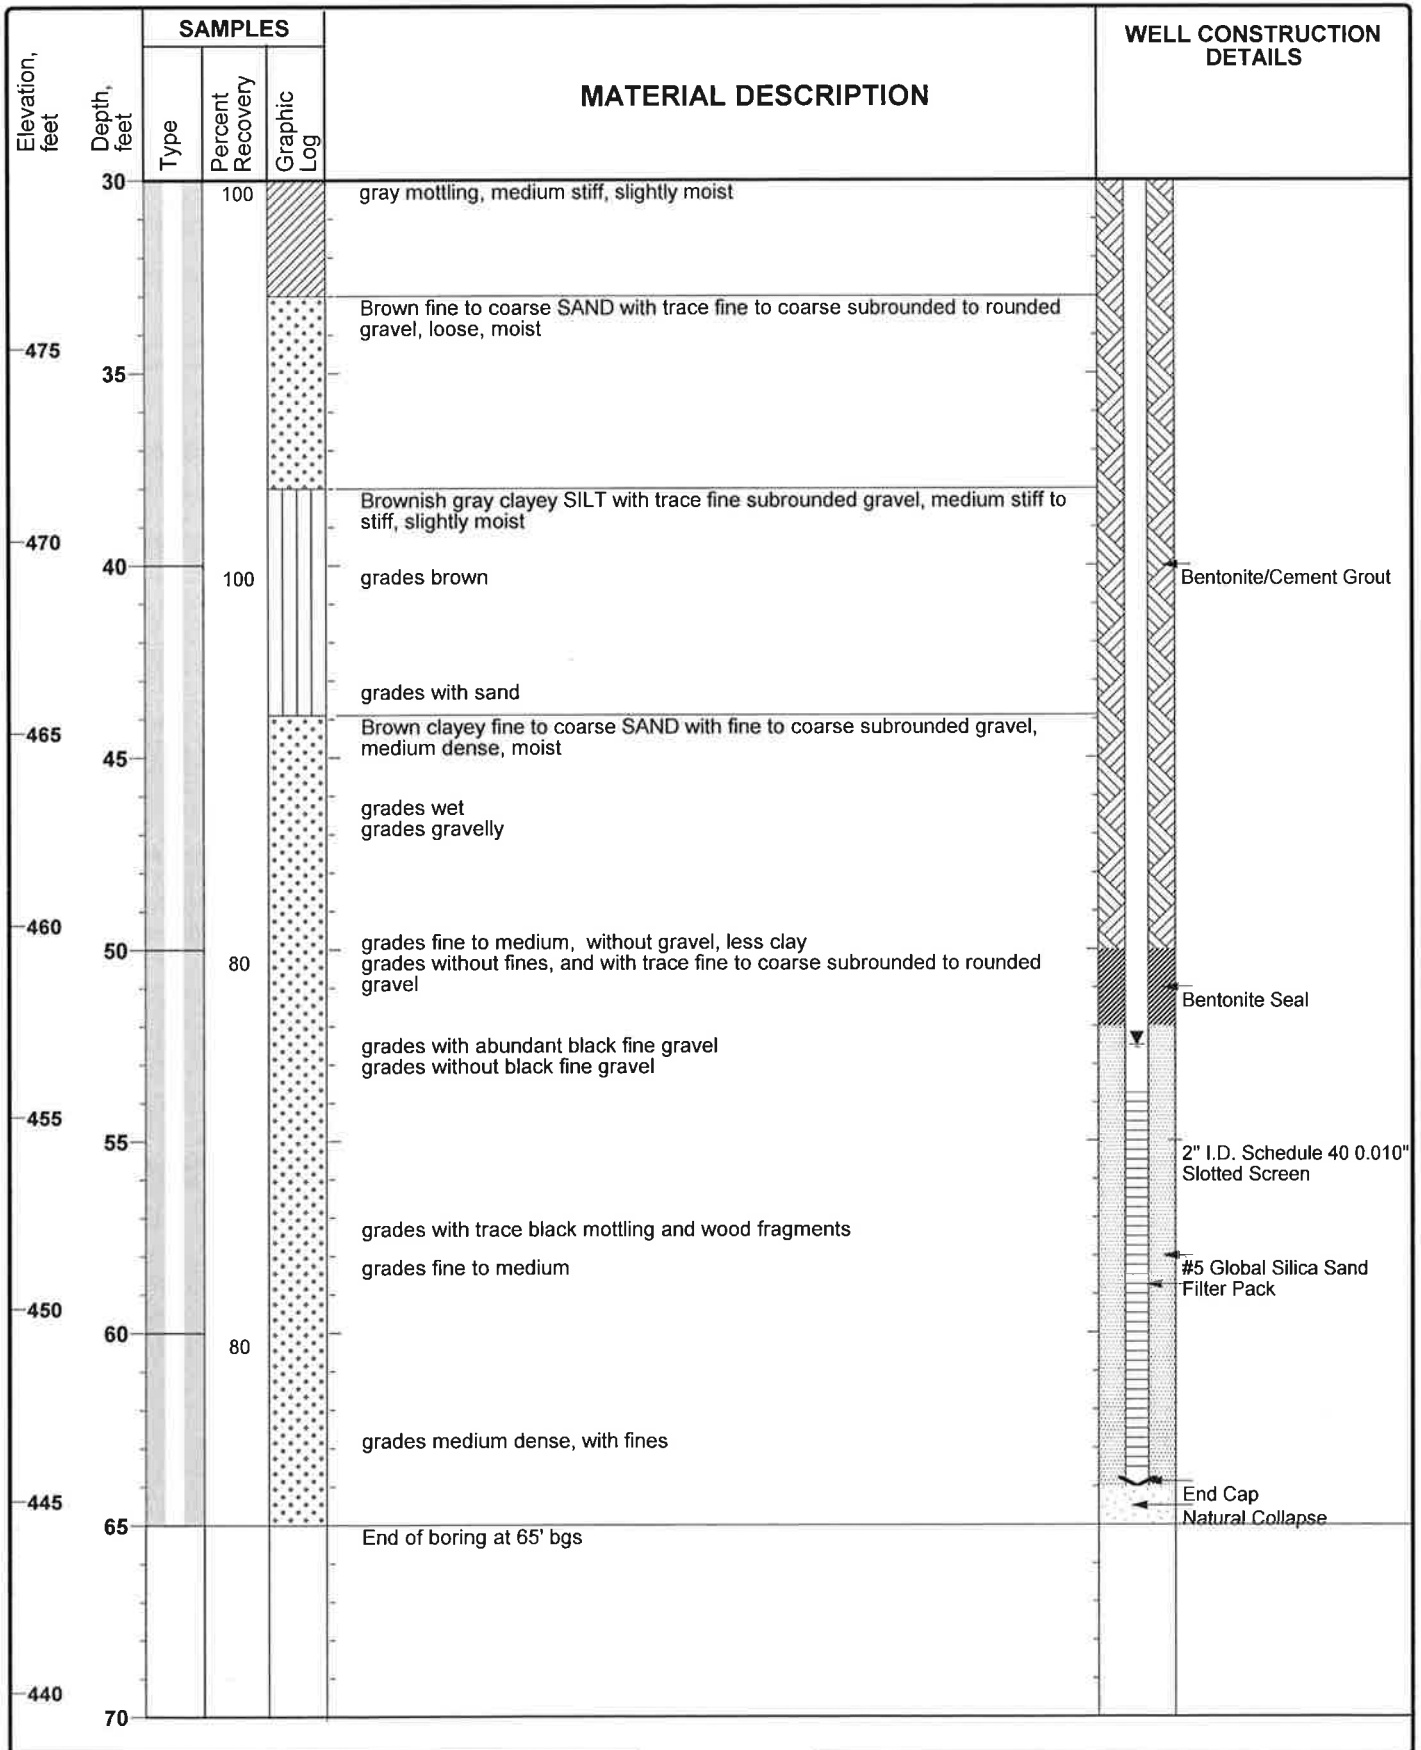 SAMPLES
WELL CONSTRUCTION
DETAILS
Elevation,
feet
Depth,
feet
Type
Percent
Recovery
Graphic
Log
MATERIAL DESCRIPTION
30
100
gray mottling, medium stiff, slightly moist
Brown fine to coarse SAND with trace fine to coarse subrounded to rounded
gravel, loose, moist
475
35
Brownish gray clayey SILT with trace fine subrounded gravel, medium stiff to
stiff, slightly moist
470
40
100
grades brown
Bentonite/Cement Grout
grades with sand
Brown clayey fine to coarse SAND with fine to coarse subrounded gravel,
medium dense, moist
465
45
grades wet
grades gravelly
460
50
80
grades fine to medium, without gravel, less clay
grades without fines, and with trace fine to coarse subrounded to rounded
gravel
Bentonite Seal
grades with abundant black fine gravel
grades without black fine gravel
455
55
2" I.D. Schedule 40 0.010"
Slotted Screen
grades with trace black mottling and wood fragments
grades fine to medium
#5 Global Silica Sand
Filter Pack
450
60
80
grades medium dense, with fines
End Cap
445
Natural Collapse
65
End of boring at 65' bgs
440
70